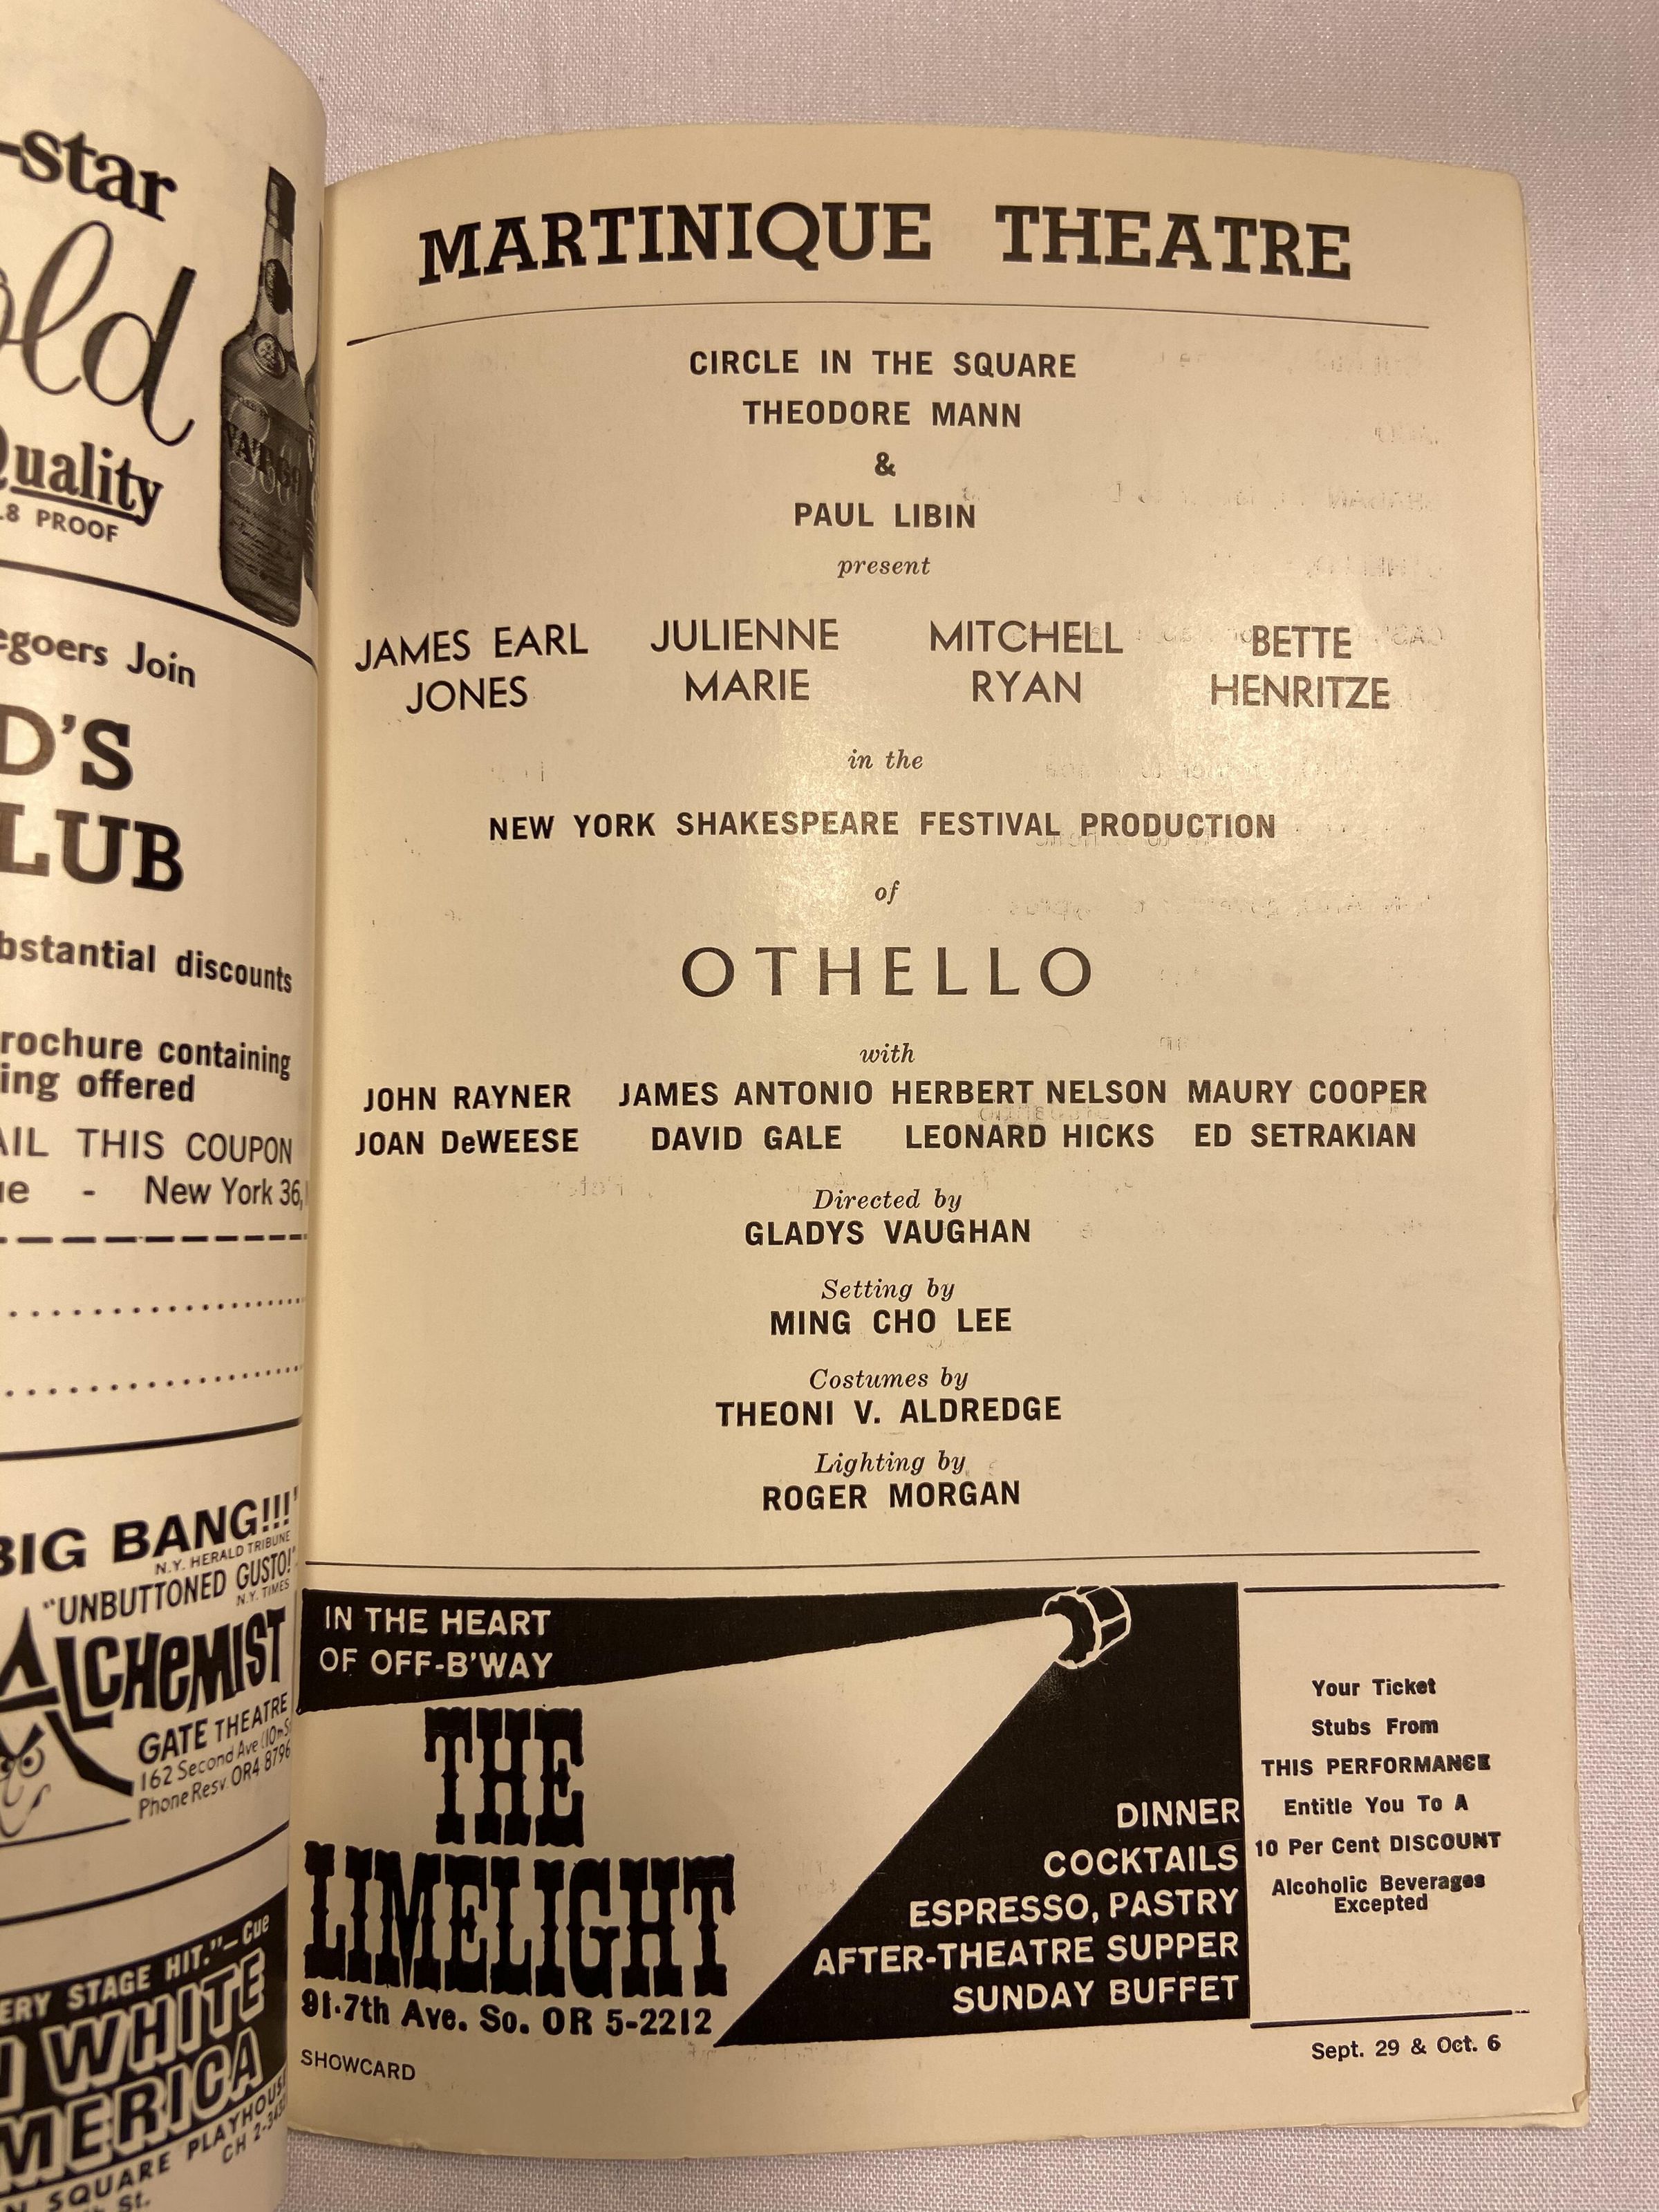 -star
old
Quality
.8 PROOF
egoers Join
D'S
LUB
bstantial discounts
rochure containing
ing offered
AIL THIS COUPON
ue - New York 36,
BIG BANG!!!"
N.Y. HERALD TRIBUNE
"UNBUTTONED GUSTO!"
N.Y. TIMES
ALCHEMIST
GATE THEATRE
162 Second Ave (10th St)
Phone Resv. OR4 8796
ERY STAGE HIT."—Cue
N WHITE
MERICA
N SQUARE PLAYHOUSE
St.
MARTINIQUE THEATRE
CIRCLE IN THE SQUARE
THEODORE MANN
&
PAUL LIBIN
present
JAMES EARL JULIENNE MITCHELL BETTE
JONES MARIE RYAN HENRITZE
in the
NEW YORK SHAKESPEARE FESTIVAL PRODUCTION
of
OTHELLO
with
JOHN RAYNER JAMES ANTONIO HERBERT NELSON MAURY COOPER
JOAN DeWEESE DAVID GALE LEONARD HICKS ED SETRAKIAN
Directed by
GLADYS VAUGHAN
Setting by
MING CHO LEE
Costumes by
THEONI V. ALDREDGE
Lighting by
ROGER MORGAN
IN THE HEART
OF OFF-B'WAY
THE
LIMELIGHT
91-7th Ave. So. OR 5-2212
DINNER
COCKTAILS
ESPRESSO, PASTRY
AFTER-THEATRE SUPPER
SUNDAY BUFFET
Your Ticket
Stubs From
THIS PERFORMANCE
Entitle You To A
10 Per Cent DISCOUNT
Alcoholic Beverages
Excepted
SHOWCARD
Sept. 29 & Oct. 6